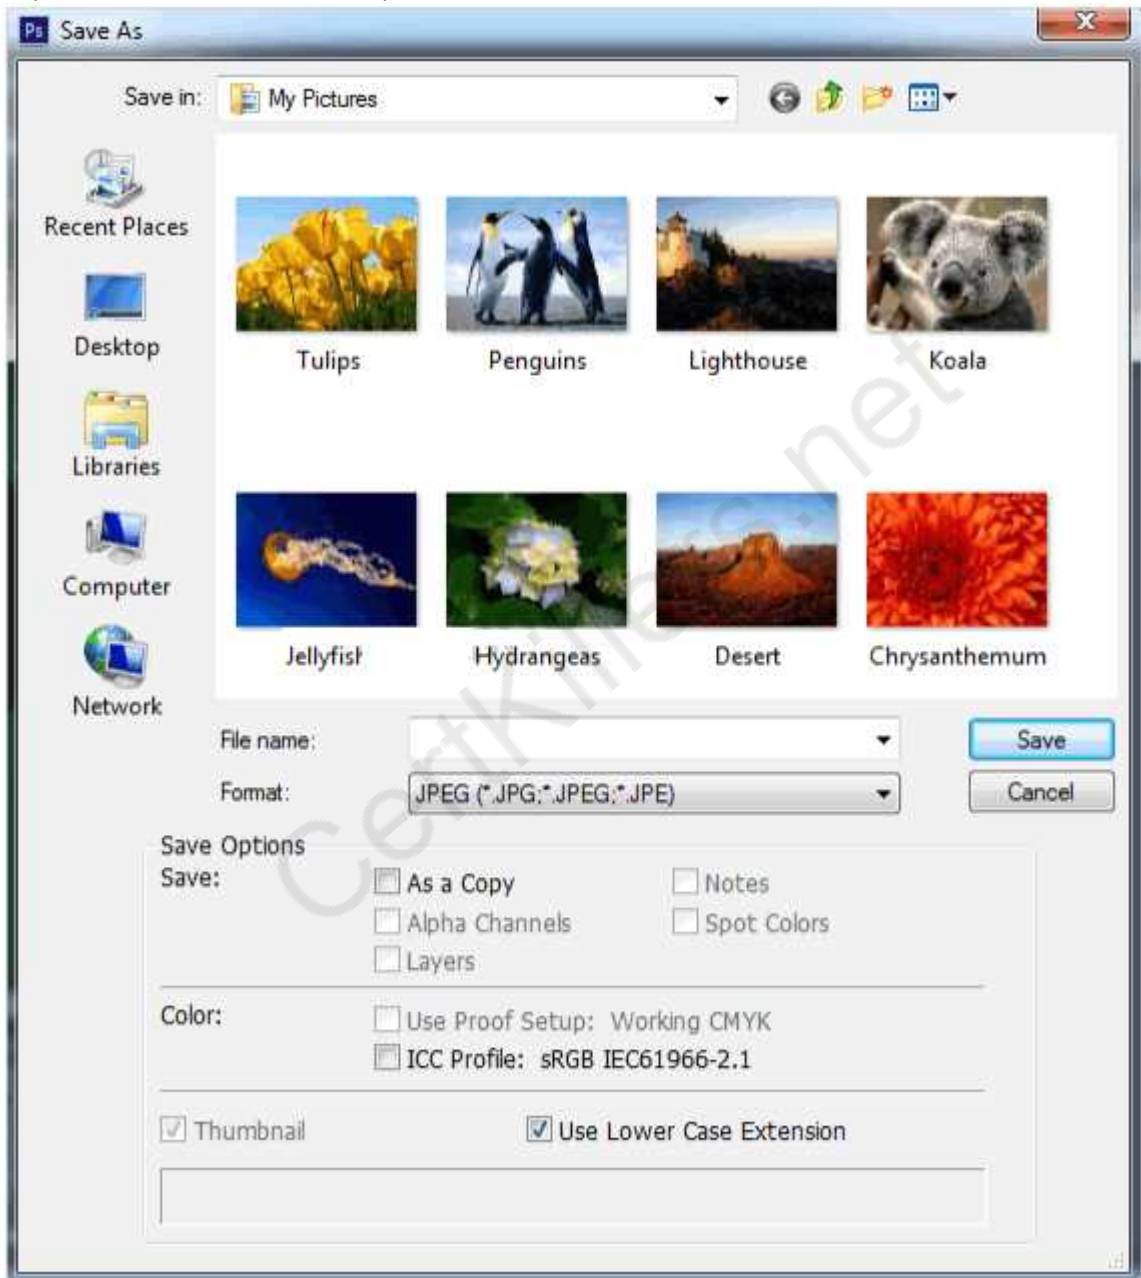 Ps Save As
Save in: My Pictures
Recent Places
Desktop
Libraries
Computer
Network
Tulips Penguins Lighthouse Koala
Jellyfish Hydrangeas Desert Chrysanthemum
File name: Save
Format: JPEG (*.JPG;*.JPEG;*.JPE) Cancel
Save Options
Save: As a Copy Notes
Alpha Channels Spot Colors
Layers
Color: Use Proof Setup: Working CMYK
ICC Profile: sRGB IEC61966-2.1
Thumbnail Use Lower Case Extension
CertKillers.net